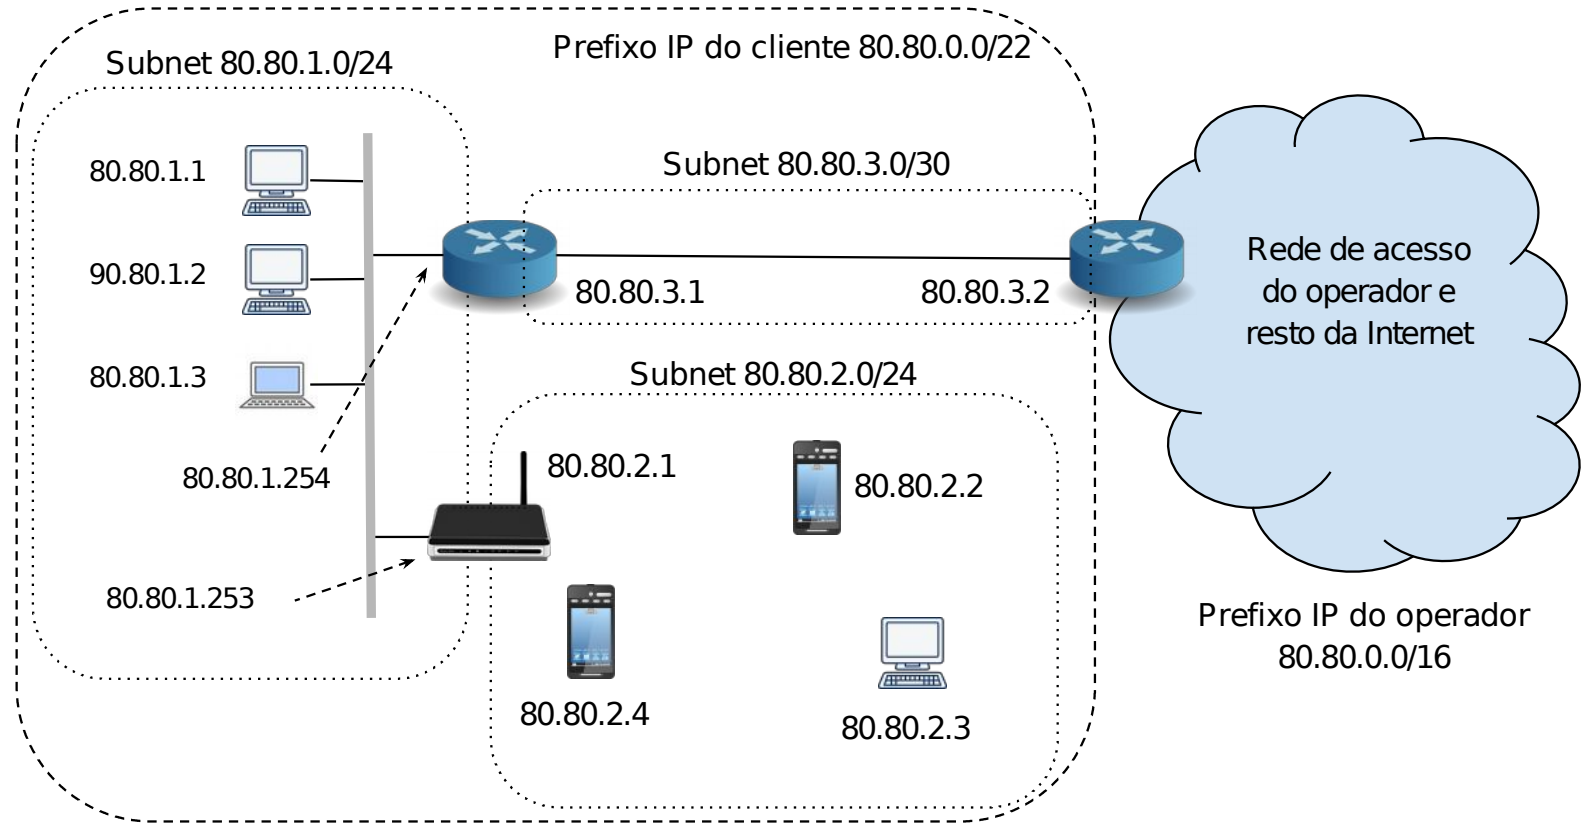 Prefixo IP do cliente 80.80.0.0/22
Subnet 80.80.1.0/24
80.80.1.1
90.80.1.2
80.80.1.3
80.80.1.254
80.80.1.253
Subnet 80.80.3.0/30
80.80.3.1
80.80.3.2
Subnet 80.80.2.0/24
80.80.2.1
80.80.2.2
80.80.2.4
80.80.2.3
Rede de acesso
do operador e
resto da Internet
Prefixo IP do operador
80.80.0.0/16